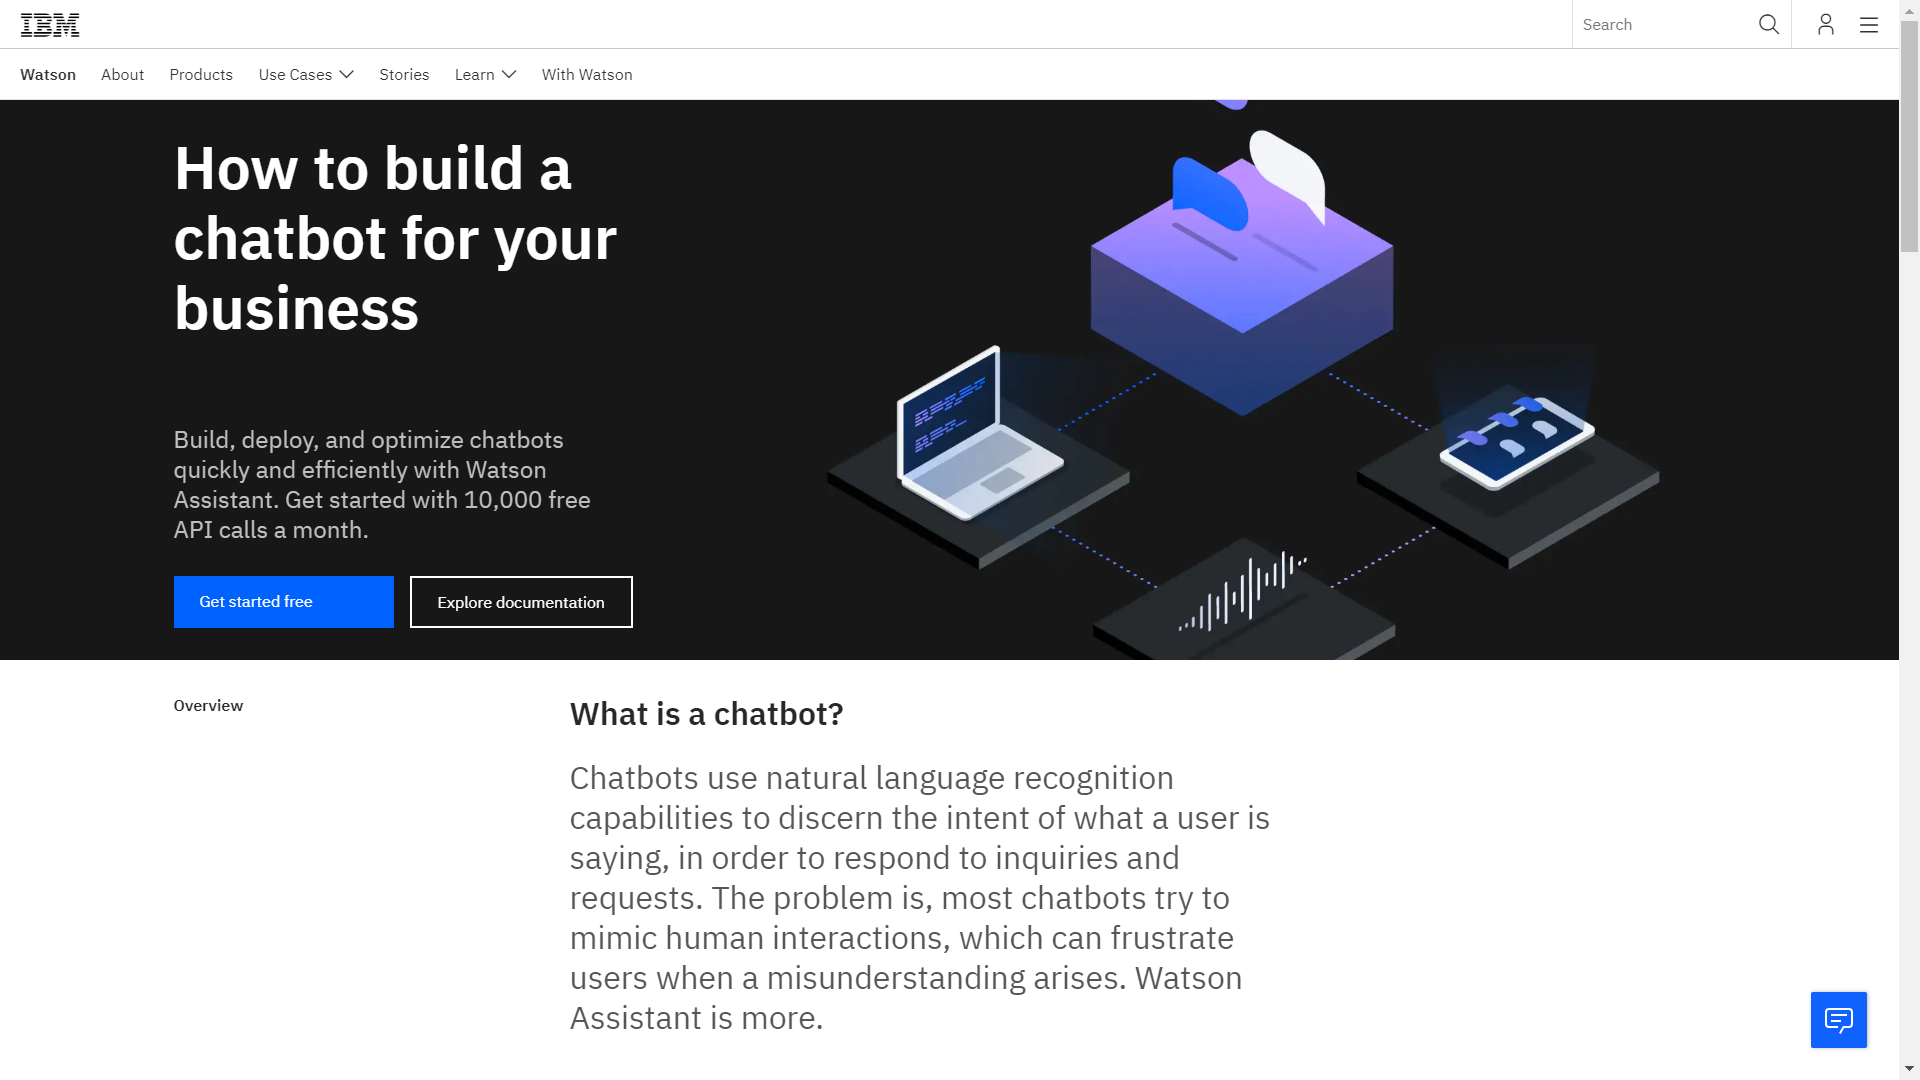 IBM
Search
Watson
About
Products
Use Cases
Stories
Learn
With Watson
How to build a
chatbot for your
business
Build, deploy, and optimize chatbots
quickly and efficiently with Watson
Assistant. Get started with 10,000 free
API calls a month.
Get started free
Explore documentation
Overview
What is a chatbot?
Chatbots use natural language recognition
capabilities to discern the intent of what a user is
saying, in order to respond to inquiries and
requests. The problem is, most chatbots try to
mimic human interactions, which can frustrate
users when a misunderstanding arises. Watson
Assistant is more.